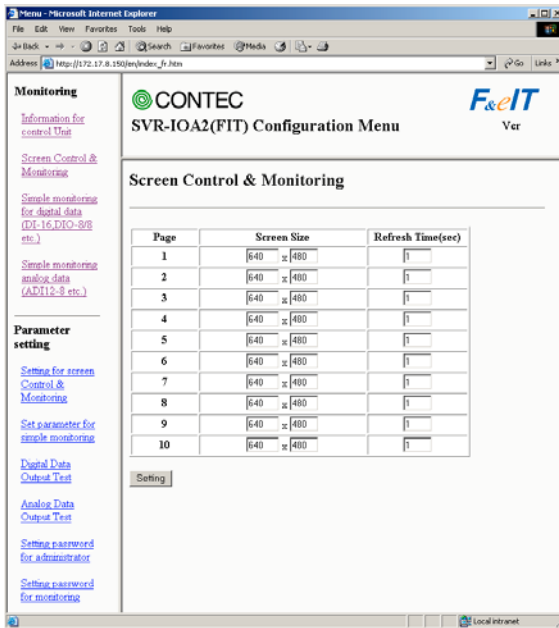 Menu - Microsoft Internet Explorer
File Edit View Favorites Tools Help
Back Search Favorites Media
Address http://172.17.8.150/en/index_fr.htm Go Links
Monitoring
Information for
control Unit
Screen Control &
Monitoring
Simple monitoring
for digital data
(DI-16,DIO-8/8
etc.)
Simple monitoring
analog data
(ADI12-8 etc.)
Parameter
setting
Setting for screen
Control &
Monitoring
Set parameter for
simple monitoring
Digital Data
Output Test
Analog Data
Output Test
Setting password
for administrator
Setting password
for monitoring
CONTEC
F&eIT
SVR-IOA2(FIT) Configuration Menu Ver
Screen Control & Monitoring
Page Screen Size Refresh Time(sec)
1 640 x 480 1
2 640 x 480 1
3 640 x 480 1
4 640 x 480 1
5 640 x 480 1
6 640 x 480 1
7 640 x 480 1
8 640 x 480 1
9 640 x 480 1
10 640 x 480 1
Setting
Local intranet